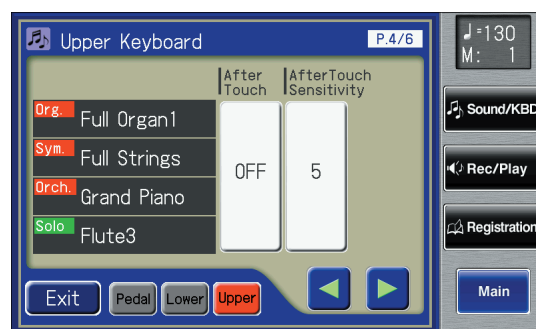 Upper Keyboard
P.4/6
After Touch
AfterTouch Sensitivity
Org. Full Organ1
Sym. Full Strings
Orch. Grand Piano
Solo Flute3
OFF
5
Exit
Pedal
Lower
Upper
♩=130
M: 1
Sound/KBD
Rec/Play
Registration
Main